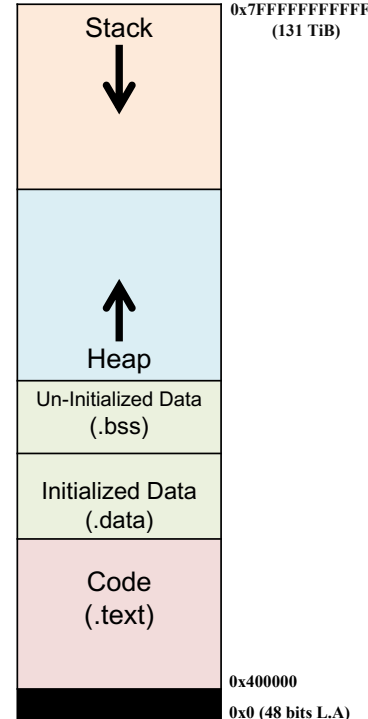 0x7FFFFFFFFFFF
(131 TiB)
Stack
Heap
Un-Initialized Data
(.bss)
Initialized Data
(.data)
Code
(.text)
0x400000
0x0 (48 bits L.A)